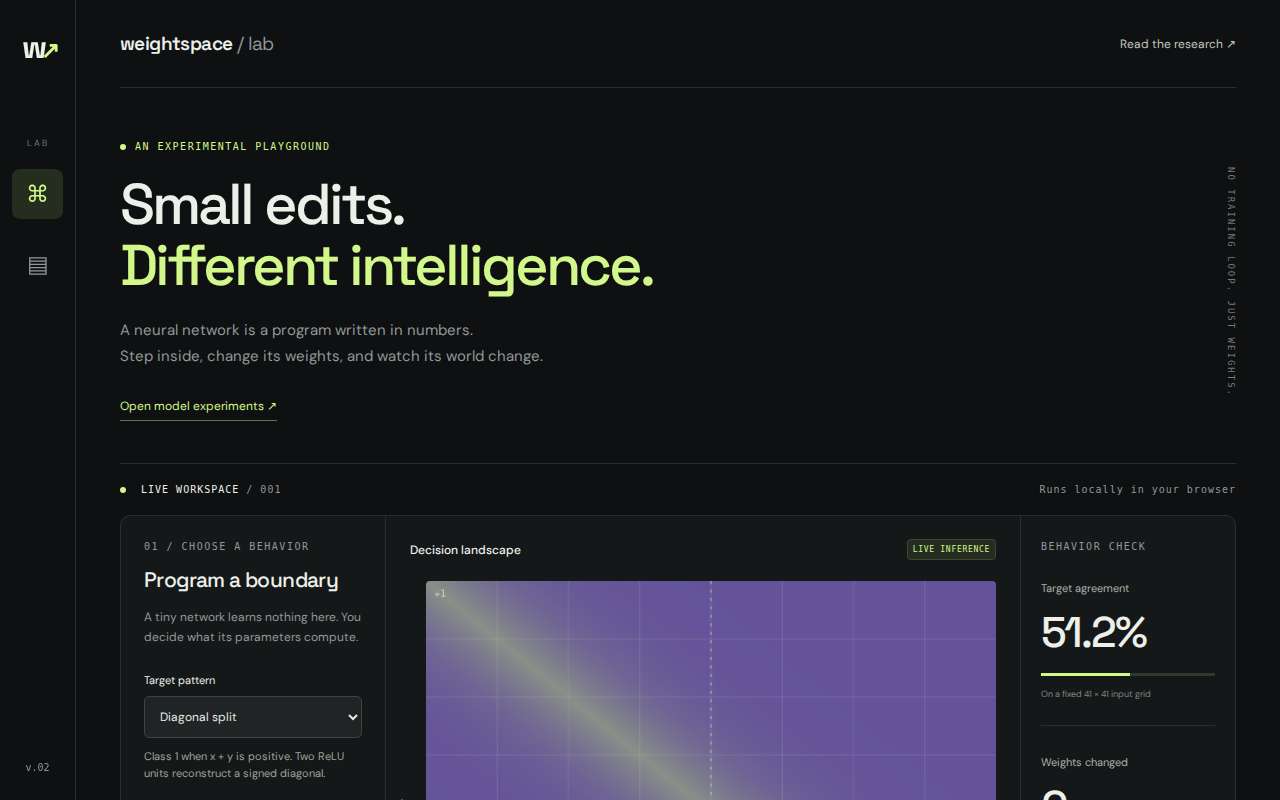 W↗
weightspace / lab
Read the research ↗
LAB
AN EXPERIMENTAL PLAYGROUND
Small edits.
Different intelligence.
A neural network is a program written in numbers.
Step inside, change its weights, and watch its world change.
Open model experiments ↗
NO TRAINING LOOP. JUST WEIGHTS.
LIVE WORKSPACE / 001
Runs locally in your browser
01 / CHOOSE A BEHAVIOR
Program a boundary
A tiny network learns nothing here. You
decide what its parameters compute.
Target pattern
Diagonal split
Class 1 when x + y is positive. Two ReLU
units reconstruct a signed diagonal.
Decision landscape
LIVE INFERENCE
+1
BEHAVIOR CHECK
Target agreement
51.2%
On a fixed 41 × 41 input grid
Weights changed
v.02